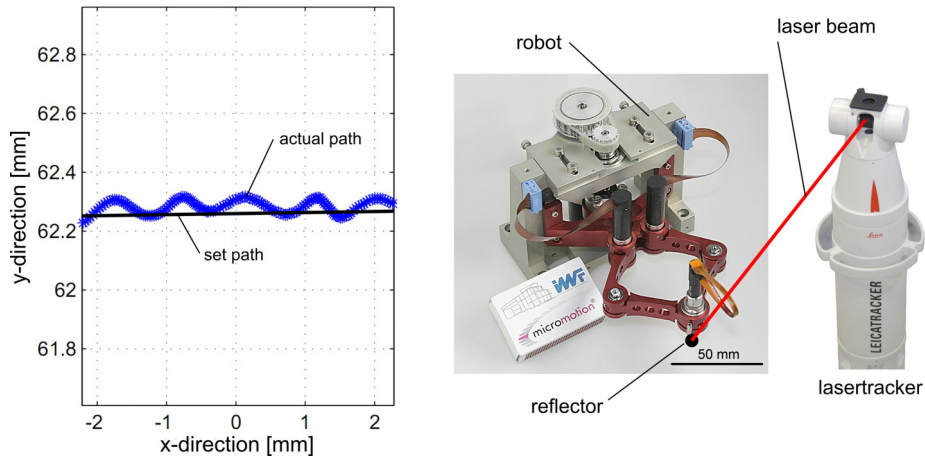 62.8
62.6
62.4
62.2
62
61.8
-2
-1
0
1
2
y-direction [mm]
x-direction [mm]
actual path
set path
robot
laser beam
iwf
micromotion®
50 mm
reflector
Leica
LEICATRACKER
lasertracker